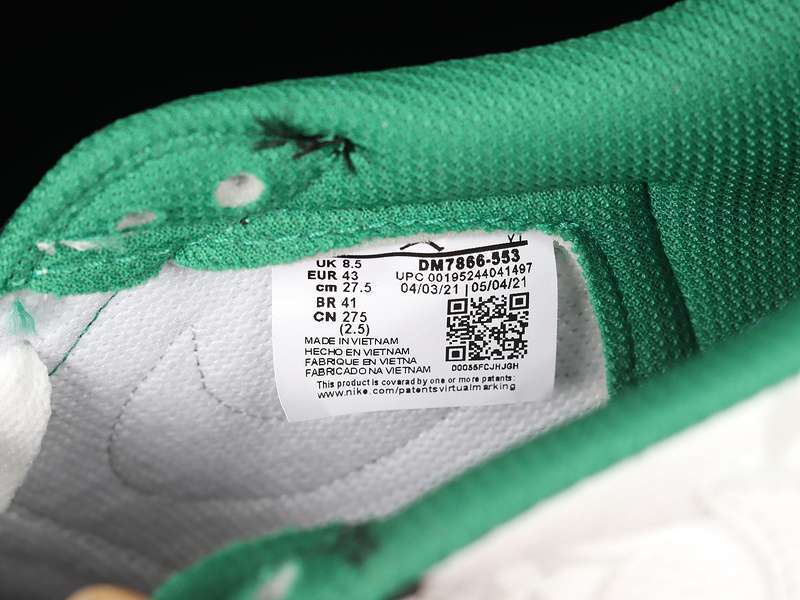 UK 8.5
EUR 43
cm 27.5
BR 41
CN 275
(2.5)
DM7866-553
UPC 00195244041497
04/03/21 | 05/04/21
D0055FCJHJGH
MADE IN VIETNAM
HECHO EN VIETNAM
FABRIQUE EN VIETNA
FABRICADO NA VIETNAM
This product is covered by one or more patents:
www.nike.com/patentsvirtualmarking